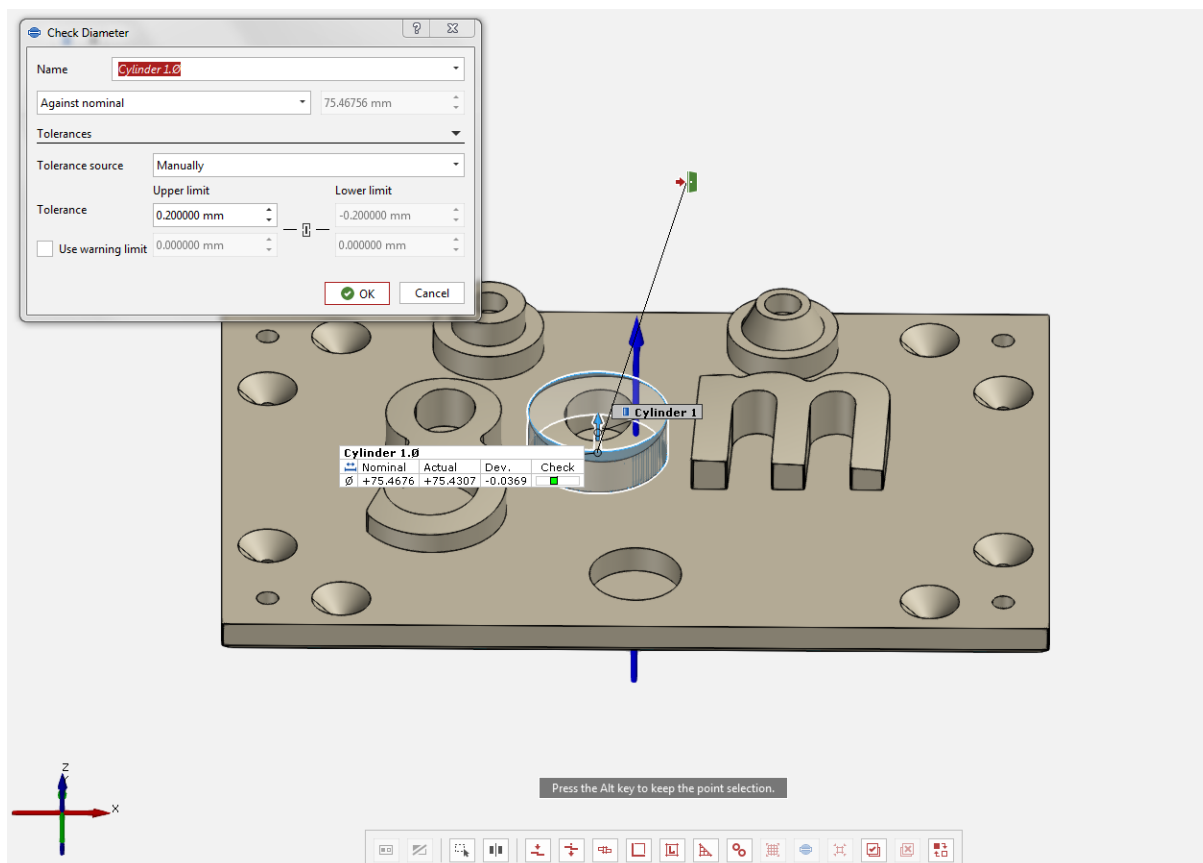 Check Diameter
Name Cylinder 1.Ø
Against nominal 75.46756 mm
Tolerances
Tolerance source Manually
Upper limit Lower limit
Tolerance 0.200000 mm -0.200000 mm
Use warning limit 0.000000 mm 0.000000 mm
OK Cancel
Cylinder 1
Cylinder 1.Ø
Nominal Actual Dev. Check
Ø +75.4676 +75.4307 -0.0369
Z
X
Press the Alt key to keep the point selection.